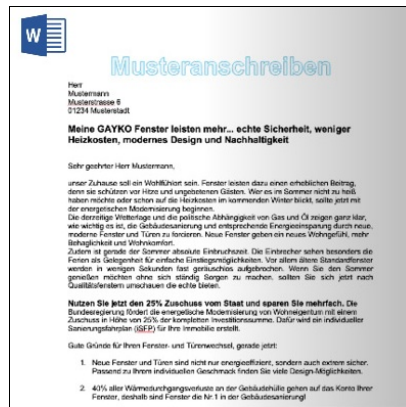 W
Musteranschreiben
Herr
Mustermann
Musterstrasse 6
01234 Musterstadt
Meine GAYKO Fenster leisten mehr... echte Sicherheit, weniger
Heizkosten, modernes Design und Nachhaltigkeit
Sehr geehrter Herr Mustermann,
unser Zuhause soll ein Wohlfühlort sein. Fenster leisten dazu einen erheblichen Beitrag,
denn sie schützen vor Hitze und ungebetenen Gästen. Wer es im Sommer nicht zu heiß
haben möchte oder schon auf die Heizkosten im kommenden Winter blickt, sollte jetzt mit
der energetischen Modernisierung beginnen.
Die derzeitige Wetterlage und die politische Abhängigkeit von Gas und Öl zeigen ganz klar,
wie wichtig es ist, die Gebäudesanierung und entsprechende Energieeinsparung durch neue,
moderne Fenster und Türen zu forcieren. Neue Fenster geben ein neues Wohngefühl, mehr
Behaglichkeit und Wohnkomfort.
Zudem ist gerade der Sommer absolute Einbruchszeit. Die Einbrecher sehen besonders die
Ferien als Gelegenheit für einfache Einstiegsmöglichkeiten. Vor allem ältere Standardfenster
werden in wenigen Sekunden fast geräuschlos aufgebrochen. Wenn Sie den Sommer
genießen möchten ohne sich ständig Sorgen zu machen, sollten Sie sich jetzt nach
Qualitätsfenstern umschauen die echte bieten.
Nutzen Sie jetzt den 25% Zuschuss vom Staat und sparen Sie mehrfach. Die
Bundesregierung fördert die energetische Modernisierung von Wohneigentum mit einem
Zuschuss in Höhe von 25% der kompletten Investitionssumme. Dafür wird ein individueller
Sanierungsfahrplan (iSFP) für Ihre Immobilie erstellt.
Gute Gründe für Ihren Fenster- und Türenwechsel, gerade jetzt:
1. Neue Fenster und Türen sind nicht nur energieeffizient, sondern auch extrem sicher.
Passend zu Ihrem individuellen Geschmack finden Sie viele Design-Möglichkeiten.
2. 40% aller Wärmedurchgangsverluste an der Gebäudehülle gehen auf das Konto Ihrer
Fenster, deshalb sind Fenster die Nr.1 in der Gebäudesanierung!